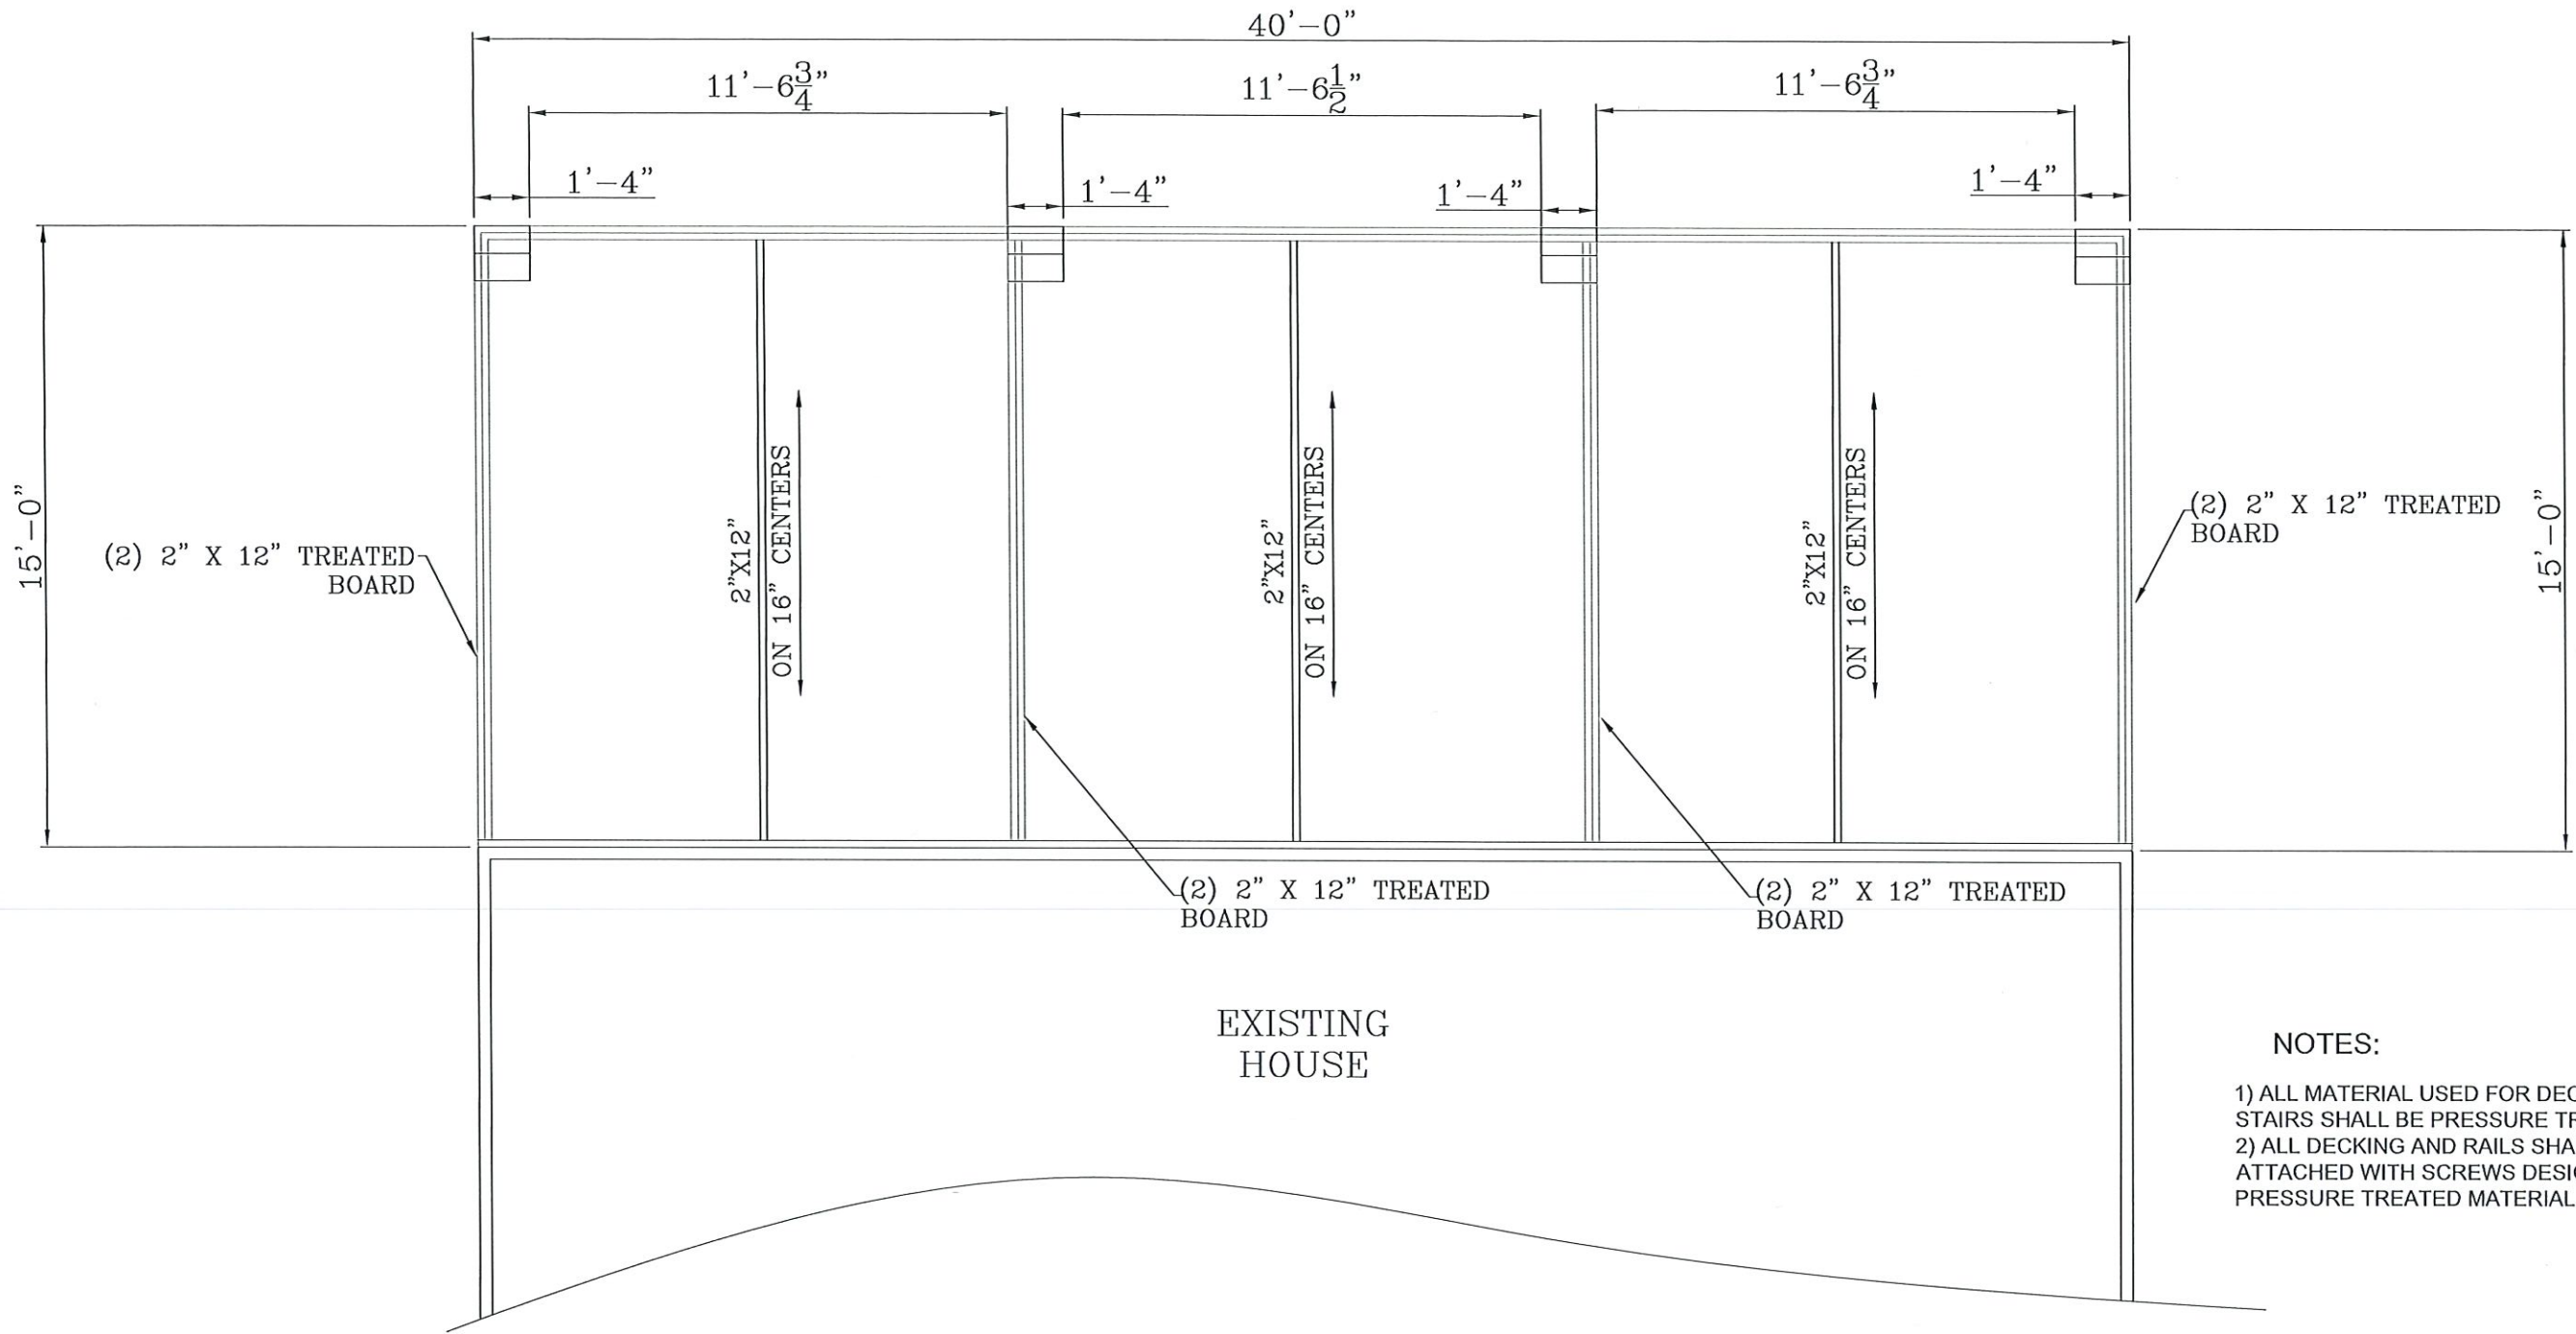 40'-0"
11'-6 3/4"
11'-6 1/2"
11'-6 3/4"
1'-4"
1'-4"
1'-4"
1'-4"
15'-0"
(2) 2" X 12" TREATED
BOARD
2"X12"
ON 16" CENTERS
2"X12"
ON 16" CENTERS
2"X12"
ON 16" CENTERS
(2) 2" X 12" TREATED
BOARD
15'-0"
(2) 2" X 12" TREATED
BOARD
(2) 2" X 12" TREATED
BOARD
EXISTING
HOUSE
NOTES:
1) ALL MATERIAL USED FOR
STAIRS SHALL BE PRESSURE
2) ALL DECKING AND RAILS
ATTACHED WITH SCREWS
PRESSURE TREATED MATERIAL